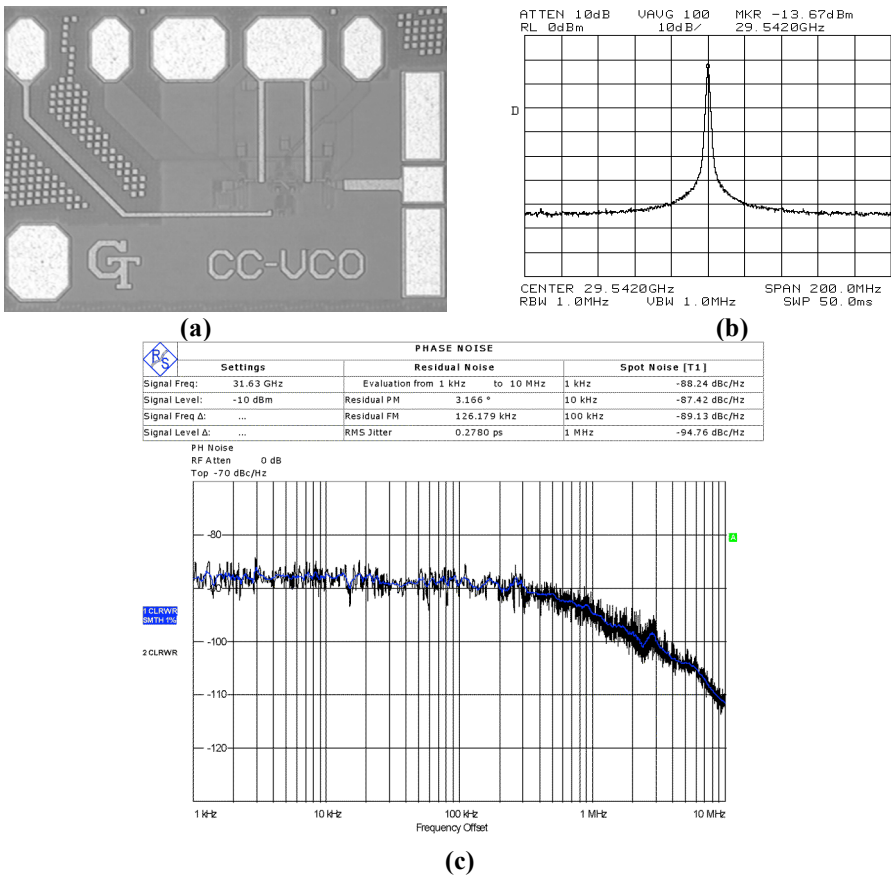 GT
CC-VCO
(a)
ATTEN 10dB VAVG 100 MKR -13.67dBm
RL 0dBm 10dB/ 29.5420GHz
D
CENTER 29.5420GHz SPAN 200.0MHz
RBW 1.0MHz VBW 1.0MHz SWP 50.0ms
(b)
R&S
PHASE NOISE
Settings Residual Noise Spot Noise [T1]
Signal Freq: 31.63 GHz Evaluation from 1 kHz to 10 MHz 1 kHz -88.24 dBc/Hz
Signal Level: -10 dBm Residual PM 3.166 ° 10 kHz -87.42 dBc/Hz
Signal Freq Δ: ... Residual FM 126.179 kHz 100 kHz -89.13 dBc/Hz
Signal Level Δ: ... RMS Jitter 0.2780 ps 1 MHz -94.76 dBc/Hz
PH Noise
RF Atten 0 dB
Top -70 dBc/Hz
-80
A
-90
1 CLRWR
SMTH 1%
-100
2 CLRWR
-110
-120
1 kHz 10 kHz 100 kHz 1 MHz 10 MHz
Frequency Offset
(c)